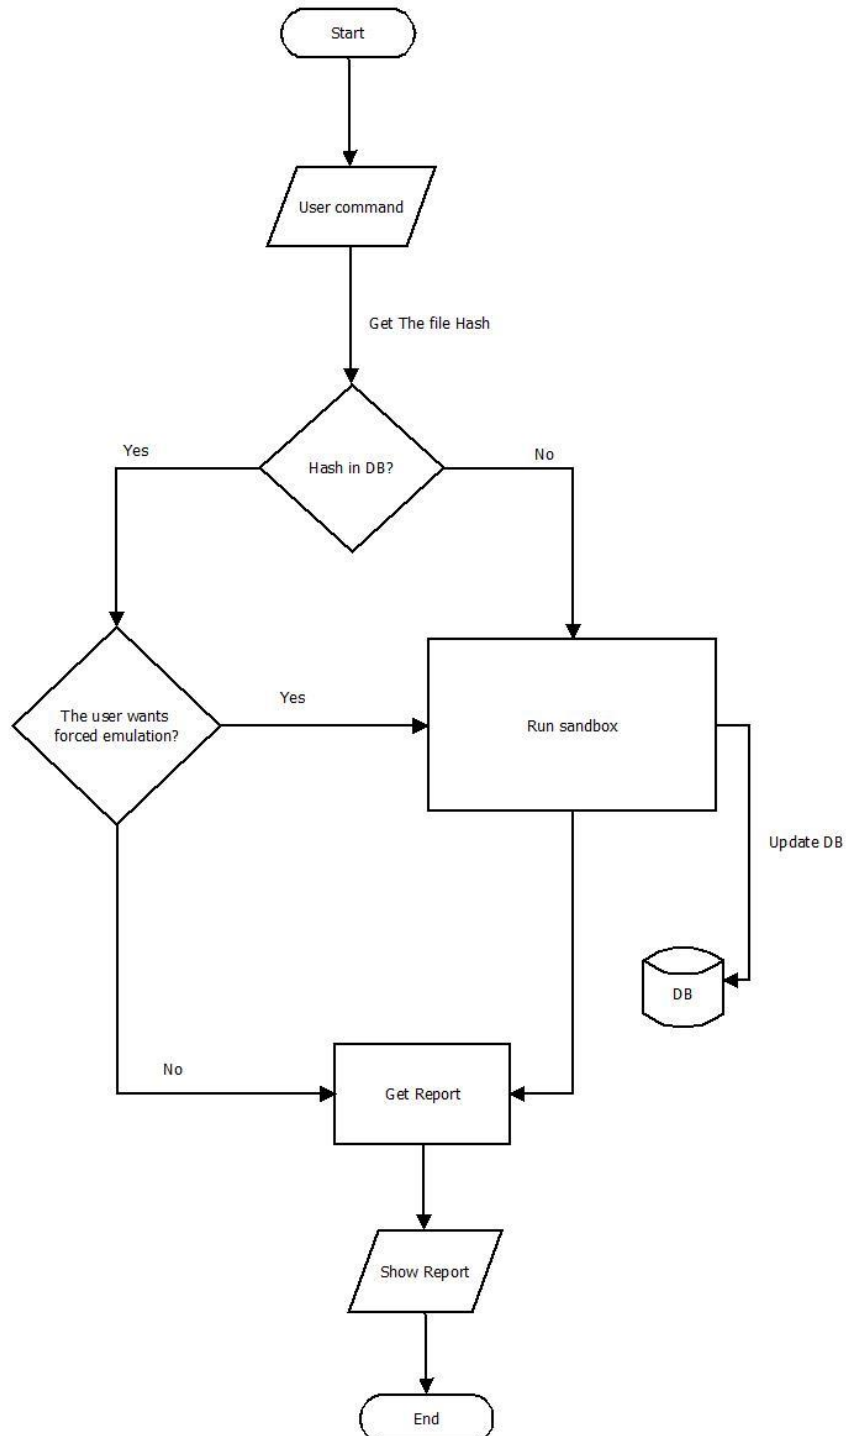 Start
User command
Get The file Hash
Yes
Hash in DB?
No
The user wants
forced emulation?
Yes
Run sandbox
Update DB
DB
No
Get Report
Show Report
End